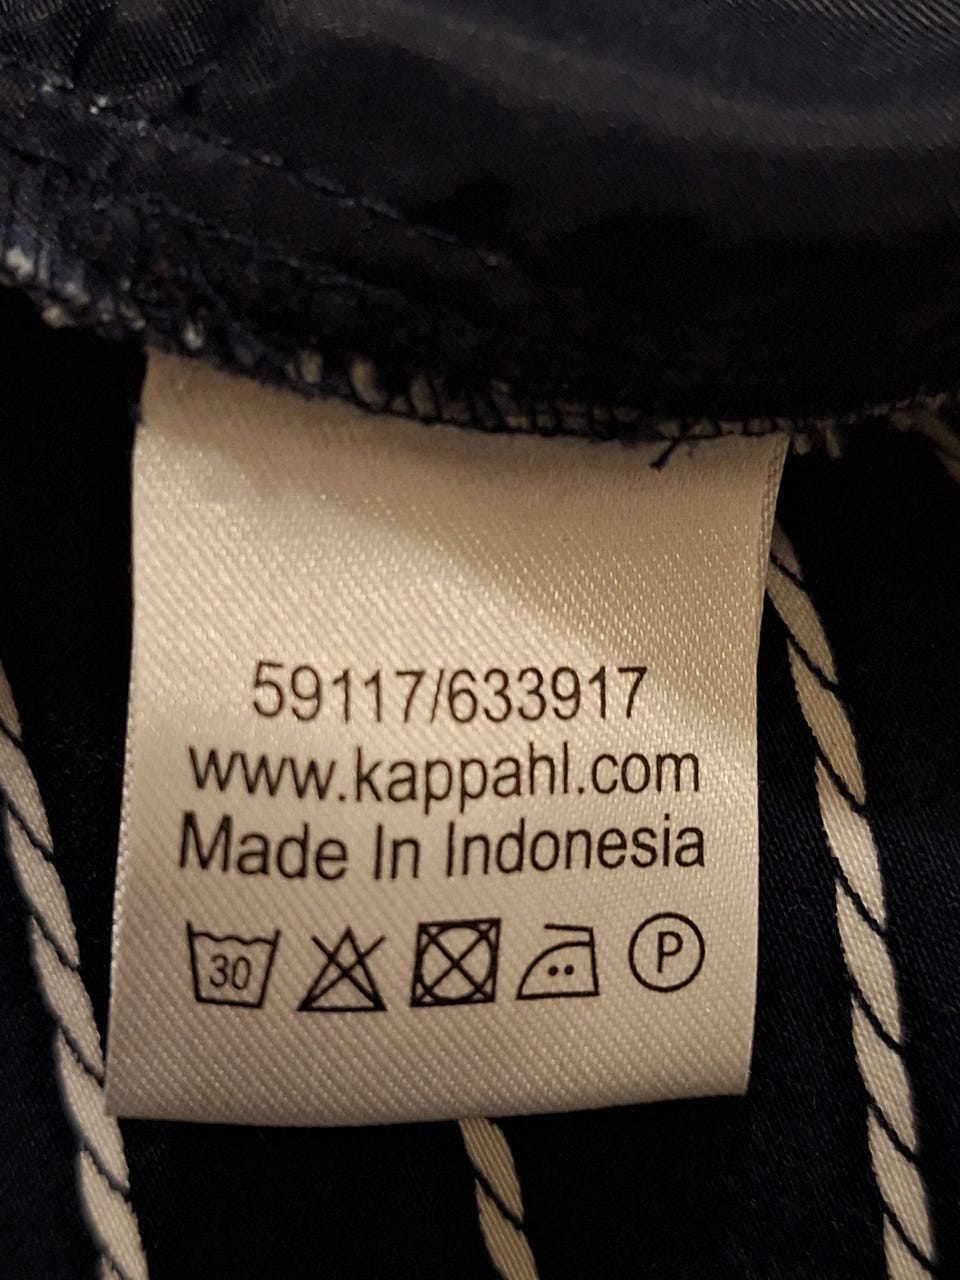 59117/633917
www.kappahl.com
Made In Indonesia
30 P